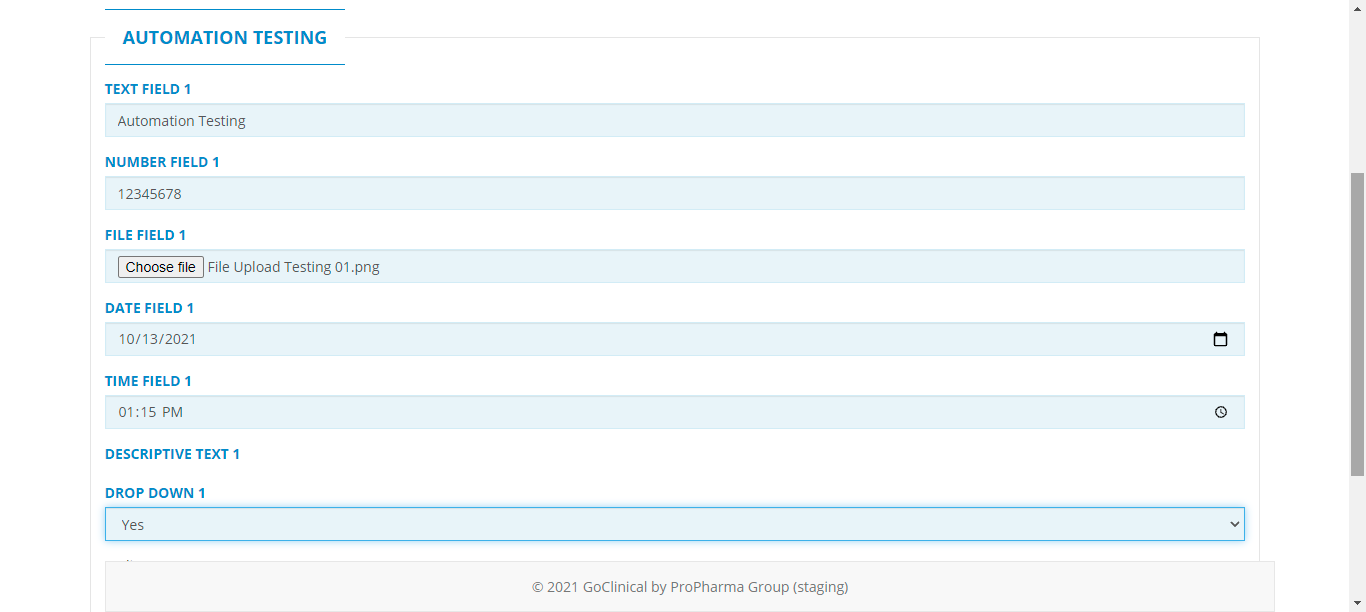 AUTOMATION TESTING
TEXT FIELD 1
Automation Testing
NUMBER FIELD 1
12345678
FILE FIELD 1
Choose file File Upload Testing 01.png
DATE FIELD 1
10/13/2021
TIME FIELD 1
01:15 PM
DESCRIPTIVE TEXT 1
DROP DOWN 1
Yes
© 2021 GoClinical by ProPharma Group (staging)